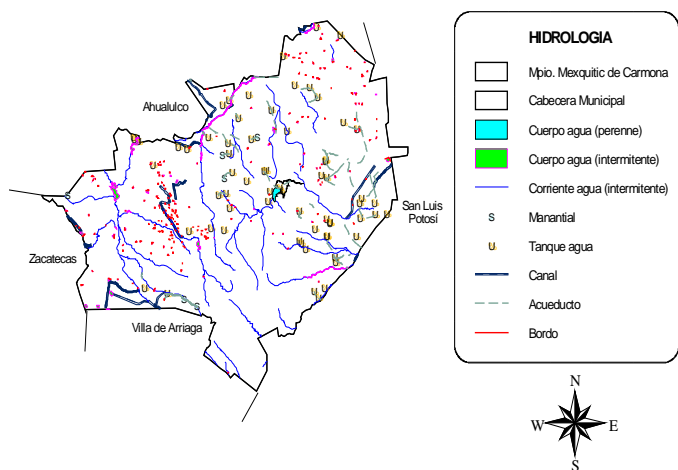 Ahualulco
San Luis
Potosí
Zacatecas
Villa de Arriaga
HIDROLOGIA
Mpio. Mexquitic de Carmona
Cabecera Municipal
Cuerpo agua (perenne)
Cuerpo agua (intermitente)
Corriente agua (intermitente)
S Manantial
U Tanque agua
Canal
Acueducto
Bordo
N
W E
S